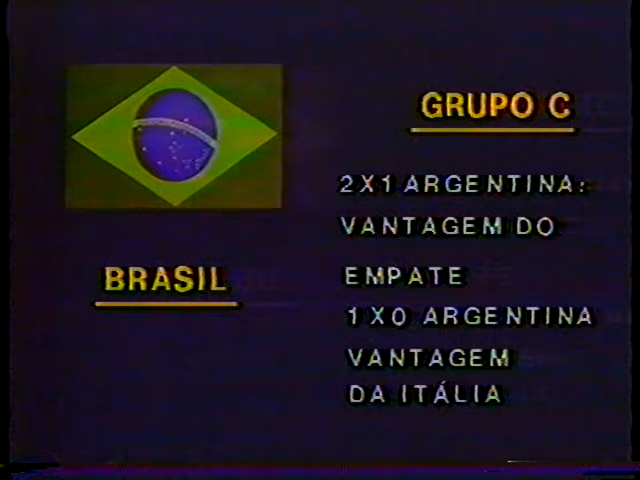 GRUPO C
BRASIL
2X1 ARGENTINA:
VANTAGEM DO
EMPATE
1X0 ARGENTINA
VANTAGEM
DA ITÁLIA